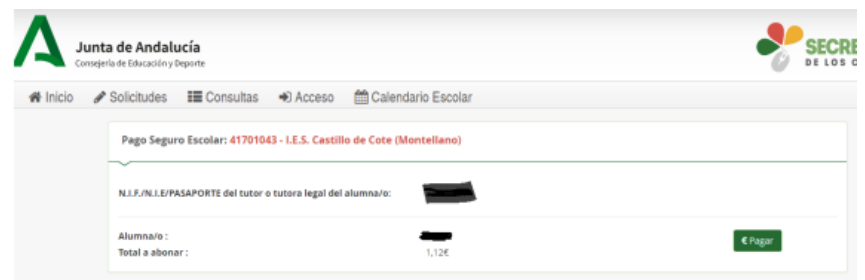 Junta de Andalucía
Consejería de Educación y Deporte
SECRE
DE LOS C
Inicio Solicitudes Consultas Acceso Calendario Escolar
Pago Seguro Escolar: 41701043 - I.E.S. Castillo de Cote (Montellano)
N.I.F./N.I.E/PASAPORTE del tutor o tutora legal del alumna/o:
Alumna/o :
Total a abonar : 1,12€
€ Pagar